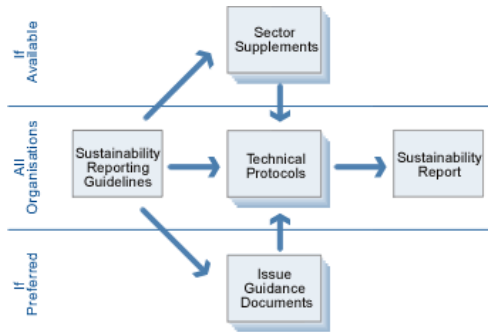 If
Available
Sector
Supplements
All
Organisations
Sustainability
Reporting
Guidelines
Technical
Protocols
Sustainability
Report
If
Preferred
Issue
Guidance
Documents